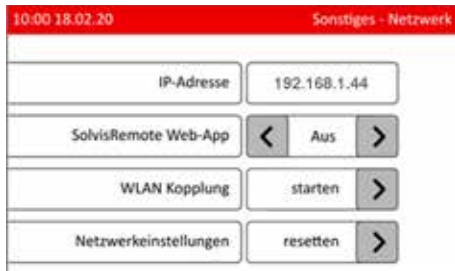 10:00 18.02.20 Sonstiges - Netzwerk
IP-Adresse 192.168.1.44
SolvisRemote Web-App < Aus >
WLAN Kopplung starten >
Netzwerkeinstellungen resetten >